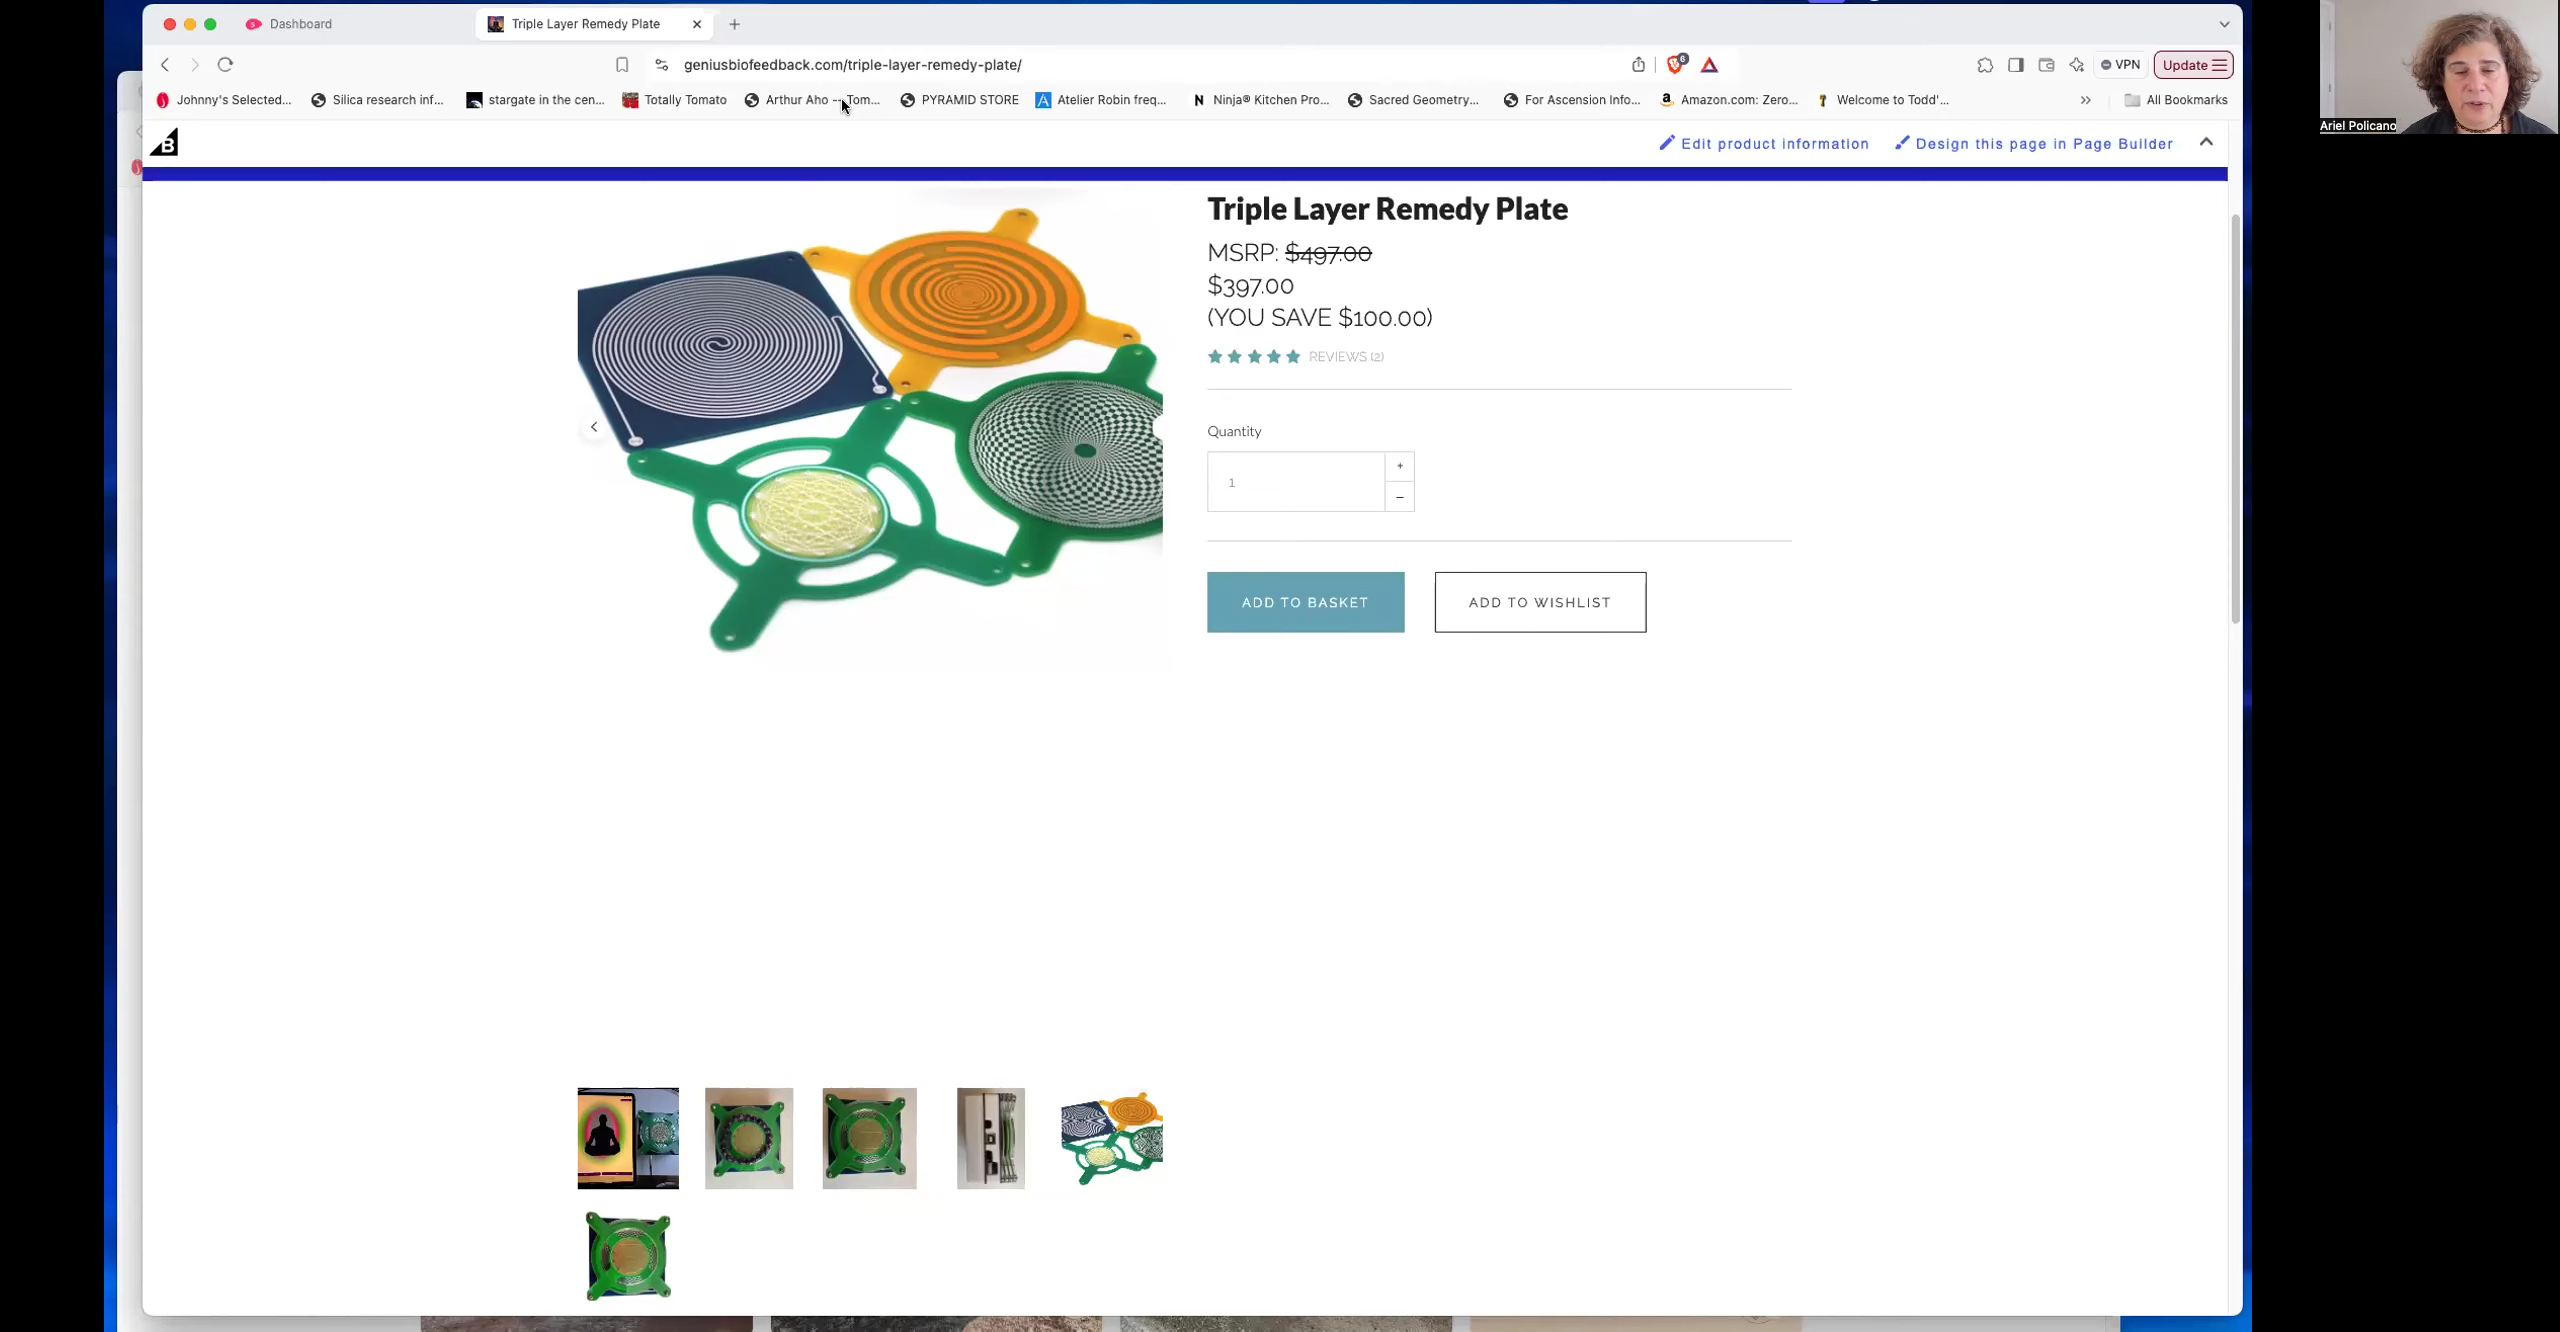 Dashboard
Triple Layer Remedy Plate
geniusbiofeedback.com/triple-layer-remedy-plate/
6
VPN
Update
Johnny's Selected...
Silica research inf...
stargate in the cen...
Totally Tomato
Arthur Aho -- Tom...
PYRAMID STORE
Atelier Robin freq...
Ninja® Kitchen Pro...
Sacred Geometry...
For Ascension Info...
Amazon.com: Zero...
Welcome to Todd'...
All Bookmarks
Ariel Policano
Edit product information
Design this page in Page Builder
Triple Layer Remedy Plate
MSRP: $497.00
$397.00
(YOU SAVE $100.00)
REVIEWS (2)
Quantity
1
ADD TO BASKET
ADD TO WISHLIST